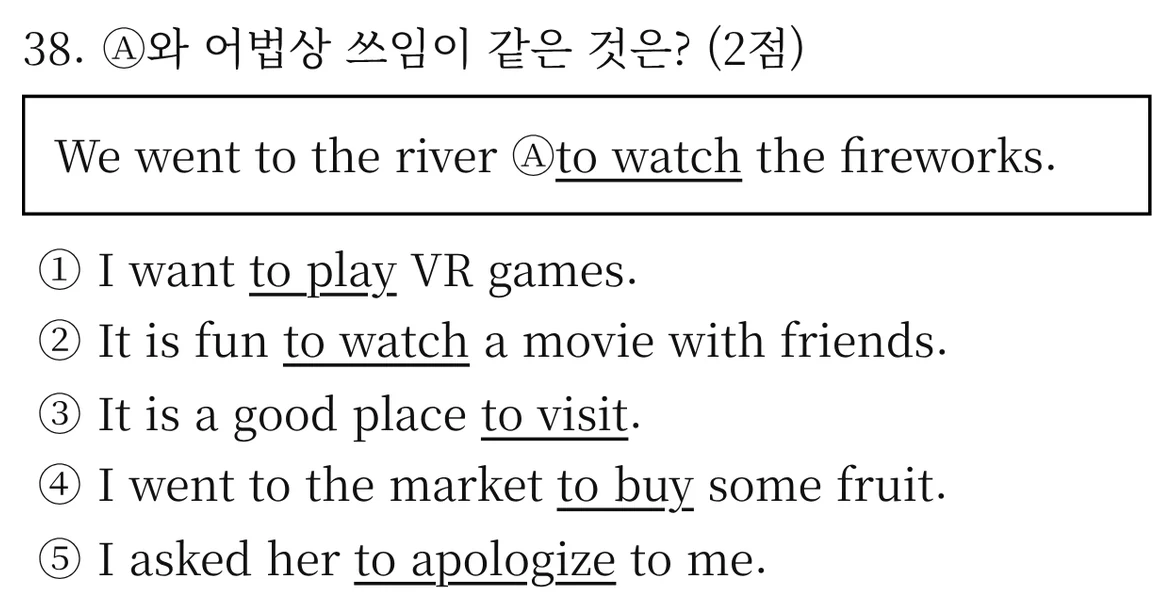 38. Ⓐ와 어법상 쓰임이 같은 것은? (2점)
We went to the river Ⓐto watch the fireworks.
① I want to play VR games.
② It is fun to watch a movie with friends.
③ It is a good place to visit.
④ I went to the market to buy some fruit.
⑤ I asked her to apologize to me.